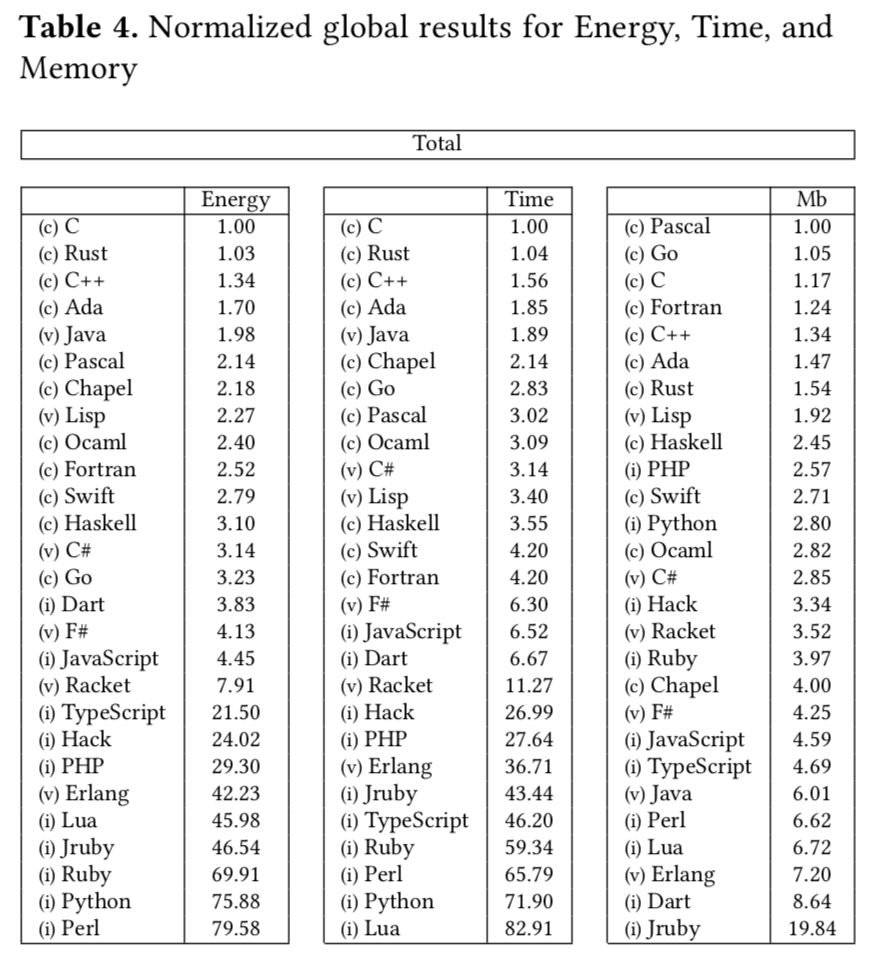 Table 4. Normalized global results for Energy, Time, and
Memory
Total
Energy
(c) C 1.00
(c) Rust 1.03
(c) C++ 1.34
(c) Ada 1.70
(v) Java 1.98
(c) Pascal 2.14
(c) Chapel 2.18
(v) Lisp 2.27
(c) Ocaml 2.40
(c) Fortran 2.52
(c) Swift 2.79
(c) Haskell 3.10
(v) C# 3.14
(c) Go 3.23
(i) Dart 3.83
(v) F# 4.13
(i) JavaScript 4.45
(v) Racket 7.91
(i) TypeScript 21.50
(i) Hack 24.02
(i) PHP 29.30
(v) Erlang 42.23
(i) Lua 45.98
(i) Jruby 46.54
(i) Ruby 69.91
(i) Python 75.88
(i) Perl 79.58
Time
(c) C 1.00
(c) Rust 1.04
(c) C++ 1.56
(c) Ada 1.85
(v) Java 1.89
(c) Chapel 2.14
(c) Go 2.83
(c) Pascal 3.02
(c) Ocaml 3.09
(v) C# 3.14
(v) Lisp 3.40
(c) Haskell 3.55
(c) Swift 4.20
(c) Fortran 4.20
(v) F# 6.30
(i) JavaScript 6.52
(i) Dart 6.67
(v) Racket 11.27
(i) Hack 26.99
(i) PHP 27.64
(v) Erlang 36.71
(i) Jruby 43.44
(i) TypeScript 46.20
(i) Ruby 59.34
(i) Perl 65.79
(i) Python 71.90
(i) Lua 82.91
Mb
(c) Pascal 1.00
(c) Go 1.05
(c) C 1.17
(c) Fortran 1.24
(c) C++ 1.34
(c) Ada 1.47
(c) Rust 1.54
(v) Lisp 1.92
(c) Haskell 2.45
(i) PHP 2.57
(c) Swift 2.71
(i) Python 2.80
(c) Ocaml 2.82
(v) C# 2.85
(i) Hack 3.34
(v) Racket 3.52
(i) Ruby 3.97
(c) Chapel 4.00
(v) F# 4.25
(i) JavaScript 4.59
(i) TypeScript 4.69
(v) Java 6.01
(i) Perl 6.62
(i) Lua 6.72
(v) Erlang 7.20
(i) Dart 8.64
(i) Jruby 19.84